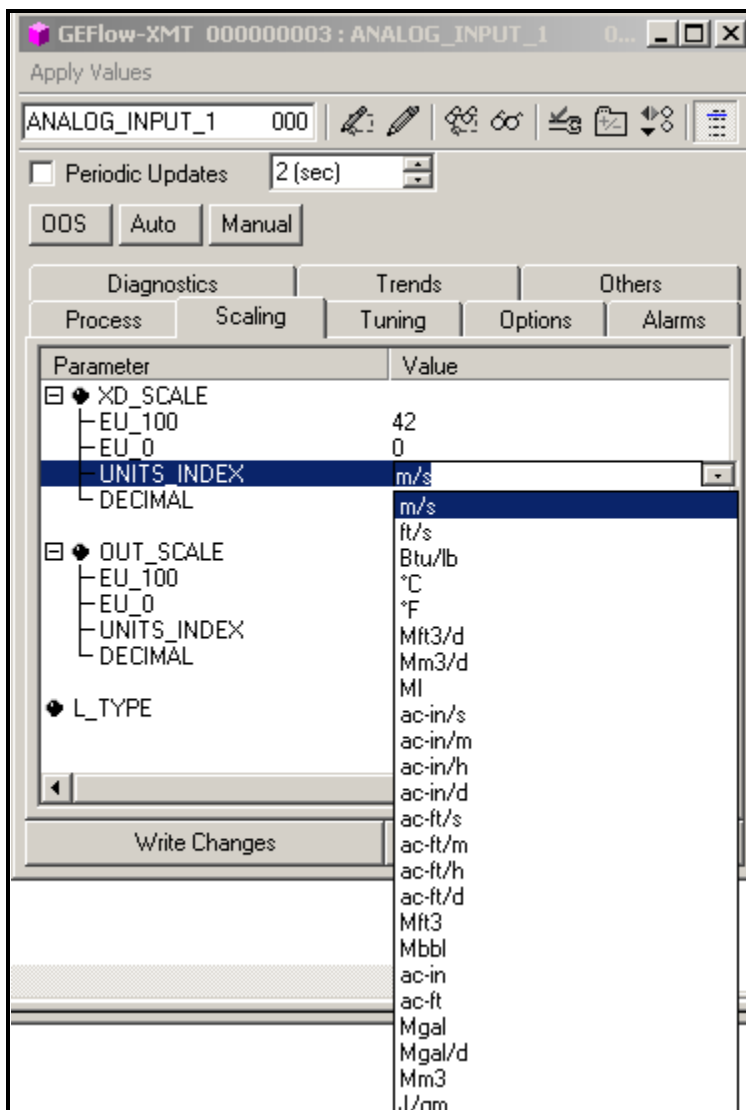 GEFlow-XMT 000000003 : ANALOG_INPUT_1 0...
Apply Values
ANALOG_INPUT_1 000
Periodic Updates 2 (sec)
OOS Auto Manual
Diagnostics Trends Others
Process Scaling Tuning Options Alarms
Parameter Value
XD_SCALE
EU_100 42
EU_0 0
UNITS_INDEX m/s
DECIMAL
OUT_SCALE
EU_100
EU_0
UNITS_INDEX
DECIMAL
L_TYPE
m/s
ft/s
Btu/lb
°C
°F
Mft3/d
Mm3/d
Ml
ac-in/s
ac-in/m
ac-in/h
ac-in/d
ac-ft/s
ac-ft/m
ac-ft/h
ac-ft/d
Mft3
Mbbl
ac-in
ac-ft
Mgal
Mgal/d
Mm3
J/gm
Write Changes